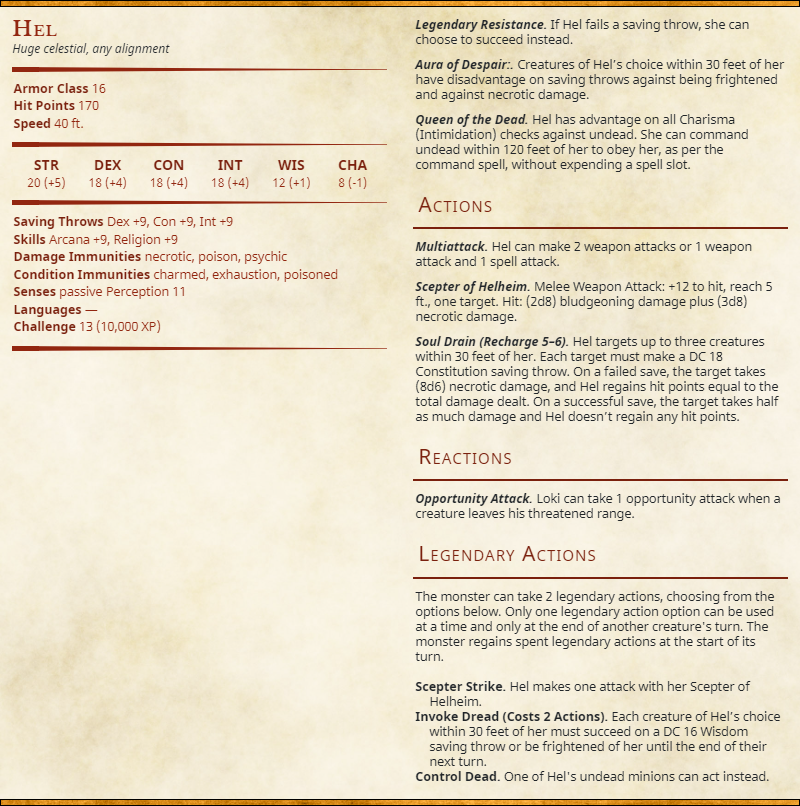 Hel
Huge celestial, any alignment
Armor Class 16
Hit Points 170
Speed 40 ft.
STR DEX CON INT WIS CHA
20 (+5) 18 (+4) 18 (+4) 18 (+4) 12 (+1) 8 (-1)
Saving Throws Dex +9, Con +9, Int +9
Skills Arcana +9, Religion +9
Damage Immunities necrotic, poison, psychic
Condition Immunities charmed, exhaustion, poisoned
Senses passive Perception 11
Languages —
Challenge 13 (10,000 XP)
Legendary Resistance. If Hel fails a saving throw, she can
choose to succeed instead.
Aura of Despair:. Creatures of Hel's choice within 30 feet of her
have disadvantage on saving throws against being frightened
and against necrotic damage.
Queen of the Dead. Hel has advantage on all Charisma
(Intimidation) checks against undead. She can command
undead within 120 feet of her to obey her, as per the
command spell, without expending a spell slot.
Actions
Multiattack. Hel can make 2 weapon attacks or 1 weapon
attack and 1 spell attack.
Scepter of Helheim. Melee Weapon Attack: +12 to hit, reach 5
ft., one target. Hit: (2d8) bludgeoning damage plus (3d8)
necrotic damage.
Soul Drain (Recharge 5–6). Hel targets up to three creatures
within 30 feet of her. Each target must make a DC 18
Constitution saving throw. On a failed save, the target takes
(8d6) necrotic damage, and Hel regains hit points equal to the
total damage dealt. On a successful save, the target takes half
as much damage and Hel doesn't regain any hit points.
Reactions
Opportunity Attack. Loki can take 1 opportunity attack when a
creature leaves his threatened range.
Legendary Actions
The monster can take 2 legendary actions, choosing from the
options below. Only one legendary action option can be used
at a time and only at the end of another creature's turn. The
monster regains spent legendary actions at the start of its
turn.
Scepter Strike. Hel makes one attack with her Scepter of
Helheim.
Invoke Dread (Costs 2 Actions). Each creature of Hel's choice
within 30 feet of her must succeed on a DC 16 Wisdom
saving throw or be frightened of her until the end of their
next turn.
Control Dead. One of Hel's undead minions can act instead.